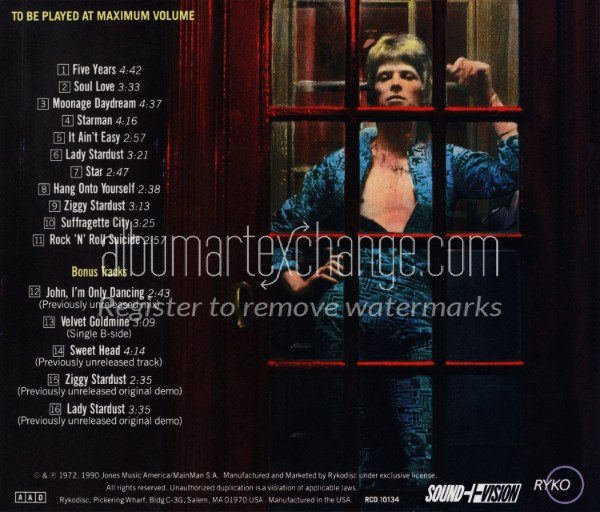 TO BE PLAYED AT MAXIMUM VOLUME
1 Five Years 4:42
2 Soul Love 3:33
3 Moonage Daydream 4:37
4 Starman 4:16
5 It Ain't Easy 2:57
6 Lady Stardust 3:21
7 Star 2:47
8 Hang Onto Yourself 2:38
9 Ziggy Stardust 3:13
10 Suffragette City 3:25
11 Rock 'N' Roll Suicide 2:57
albumartexchange.com
Bonus Tracks
12 John, I'm Only Dancing 2:43
(Previously unreleased mix)
Register to remove watermarks
13 Velvet Goldmine 3:09
(Single B-side)
14 Sweet Head 4:14
(Previously unreleased track)
15 Ziggy Stardust 2:35
(Previously unreleased original demo)
16 Lady Stardust 3:35
(Previously unreleased original demo)
© & ℗ 1972, 1990 Jones Music America/MainMan S A. Manufactured and Marketed by Rykodisc under exclusive license.
All rights reserved. Unauthorized duplication is a violation of applicable laws.
AAD Rykodisc, Pickering Wharf, Bldg C-3G, Salem, MA 01970 USA. Manufactured in the USA. RCD 10134 SOUND+VISION RYKO